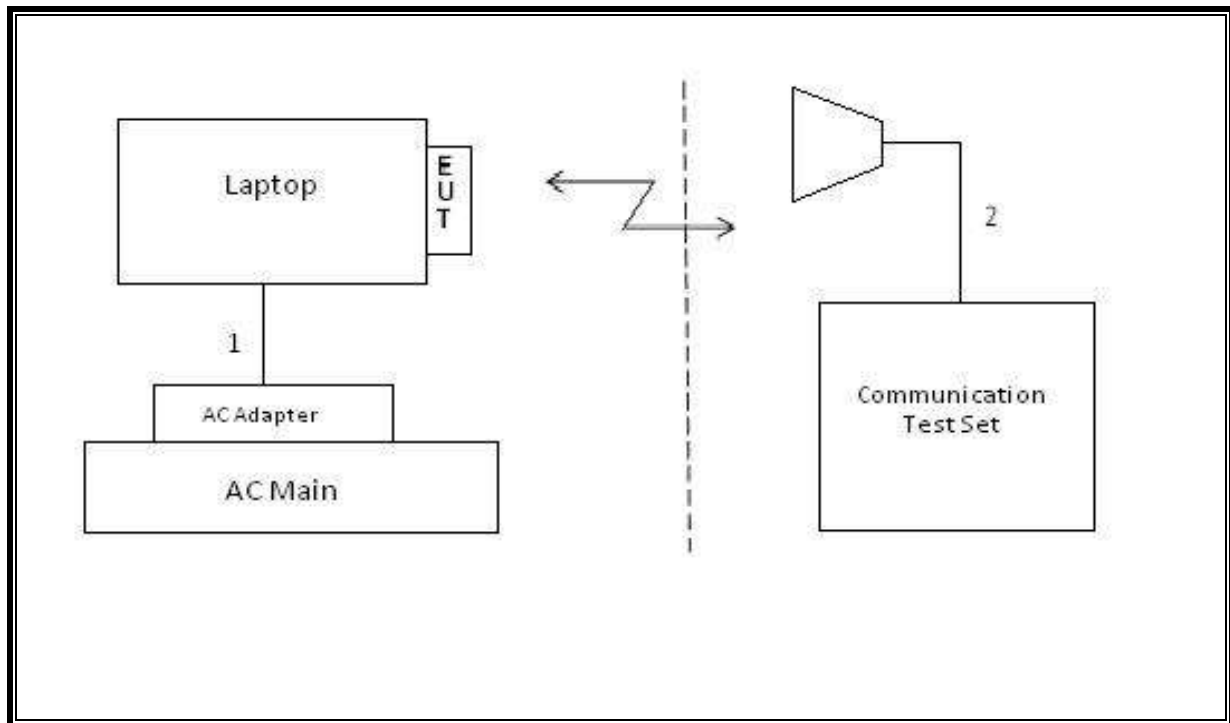 Laptop
E
U
T
1
AC Adapter
AC Main
2
Communication
Test Set